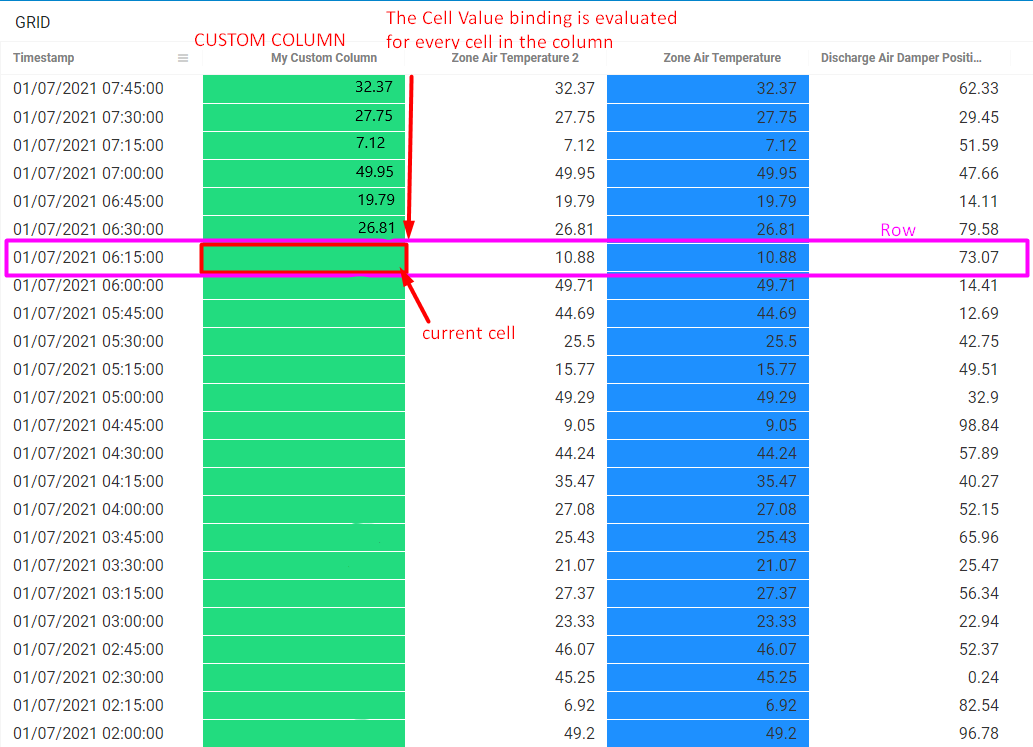 GRID
The Cell Value binding is evaluated
for every cell in the column
CUSTOM COLUMN
Timestamp My Custom Column Zone Air Temperature 2 Zone Air Temperature Discharge Air Damper Positi...
01/07/2021 07:45:00 32.37 32.37 32.37 62.33
01/07/2021 07:30:00 27.75 27.75 27.75 29.45
01/07/2021 07:15:00 7.12 7.12 7.12 51.59
01/07/2021 07:00:00 49.95 49.95 49.95 47.66
01/07/2021 06:45:00 19.79 19.79 19.79 14.11
01/07/2021 06:30:00 26.81 26.81 26.81 Row 79.58
01/07/2021 06:15:00 10.88 10.88 73.07
01/07/2021 06:00:00 49.71 49.71 14.41
01/07/2021 05:45:00 44.69 44.69 12.69
current cell
01/07/2021 05:30:00 25.5 25.5 42.75
01/07/2021 05:15:00 15.77 15.77 49.51
01/07/2021 05:00:00 49.29 49.29 32.9
01/07/2021 04:45:00 9.05 9.05 98.84
01/07/2021 04:30:00 44.24 44.24 57.89
01/07/2021 04:15:00 35.47 35.47 40.27
01/07/2021 04:00:00 27.08 27.08 52.15
01/07/2021 03:45:00 25.43 25.43 65.96
01/07/2021 03:30:00 21.07 21.07 25.47
01/07/2021 03:15:00 27.37 27.37 56.34
01/07/2021 03:00:00 23.33 23.33 22.94
01/07/2021 02:45:00 46.07 46.07 52.37
01/07/2021 02:30:00 45.25 45.25 0.24
01/07/2021 02:15:00 6.92 6.92 82.54
01/07/2021 02:00:00 49.2 49.2 96.78